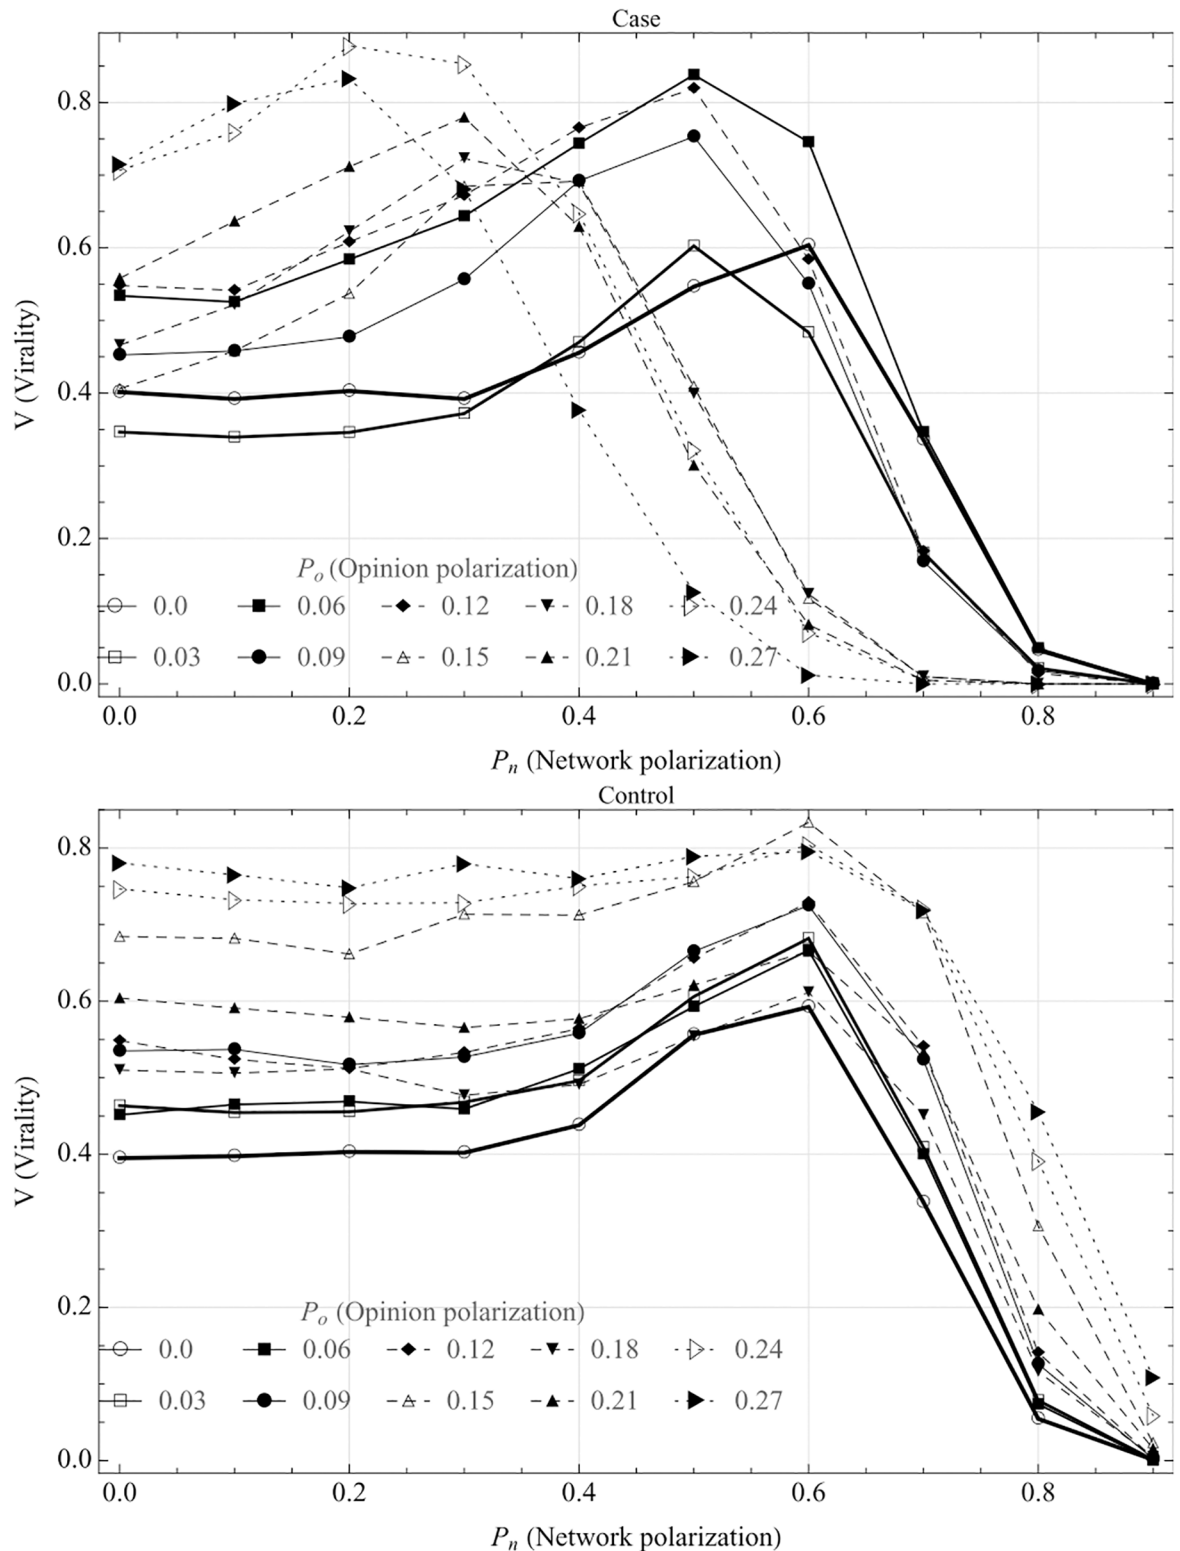 Case
0.8
0.6
0.4
0.2
0.0
V (Virality)
Po (Opinion polarization)
0.0 0.06 0.12 0.18 0.24
0.03 0.09 0.15 0.21 0.27
0.0 0.2 0.4 0.6 0.8
Pn (Network polarization)
Control
0.8
0.6
0.4
0.2
0.0
V (Virality)
Po (Opinion polarization)
0.0 0.06 0.12 0.18 0.24
0.03 0.09 0.15 0.21 0.27
0.0 0.2 0.4 0.6 0.8
Pn (Network polarization)